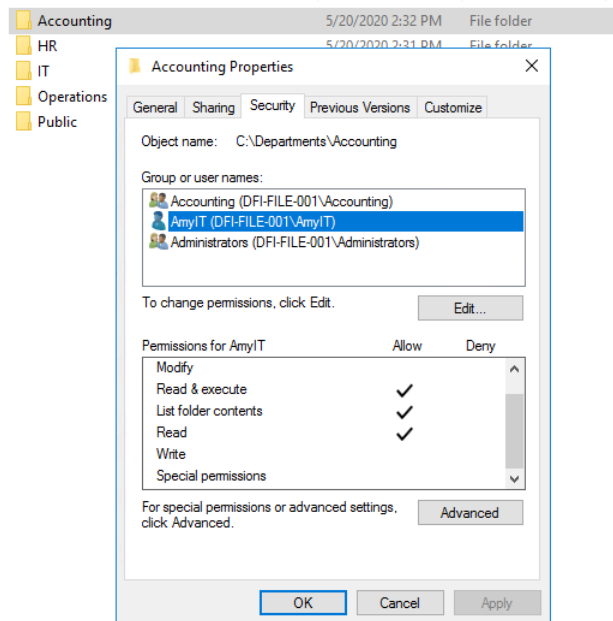 Accounting 5/20/2020 2:32 PM File folder
HR 5/20/2020 2:31 PM File folder
IT
Operations
Public
Accounting Properties
General Sharing Security Previous Versions Customize
Object name: C:\Departments\Accounting
Group or user names:
Accounting (DFI-FILE-001\Accounting)
AmyIT (DFI-FILE-001\AmyIT)
Administrators (DFI-FILE-001\Administrators)
To change permissions, click Edit. Edit...
Permissions for AmyIT Allow Deny
Modify
Read & execute
List folder contents
Read
Write
Special permissions
For special permissions or advanced settings, Advanced
click Advanced.
OK Cancel Apply